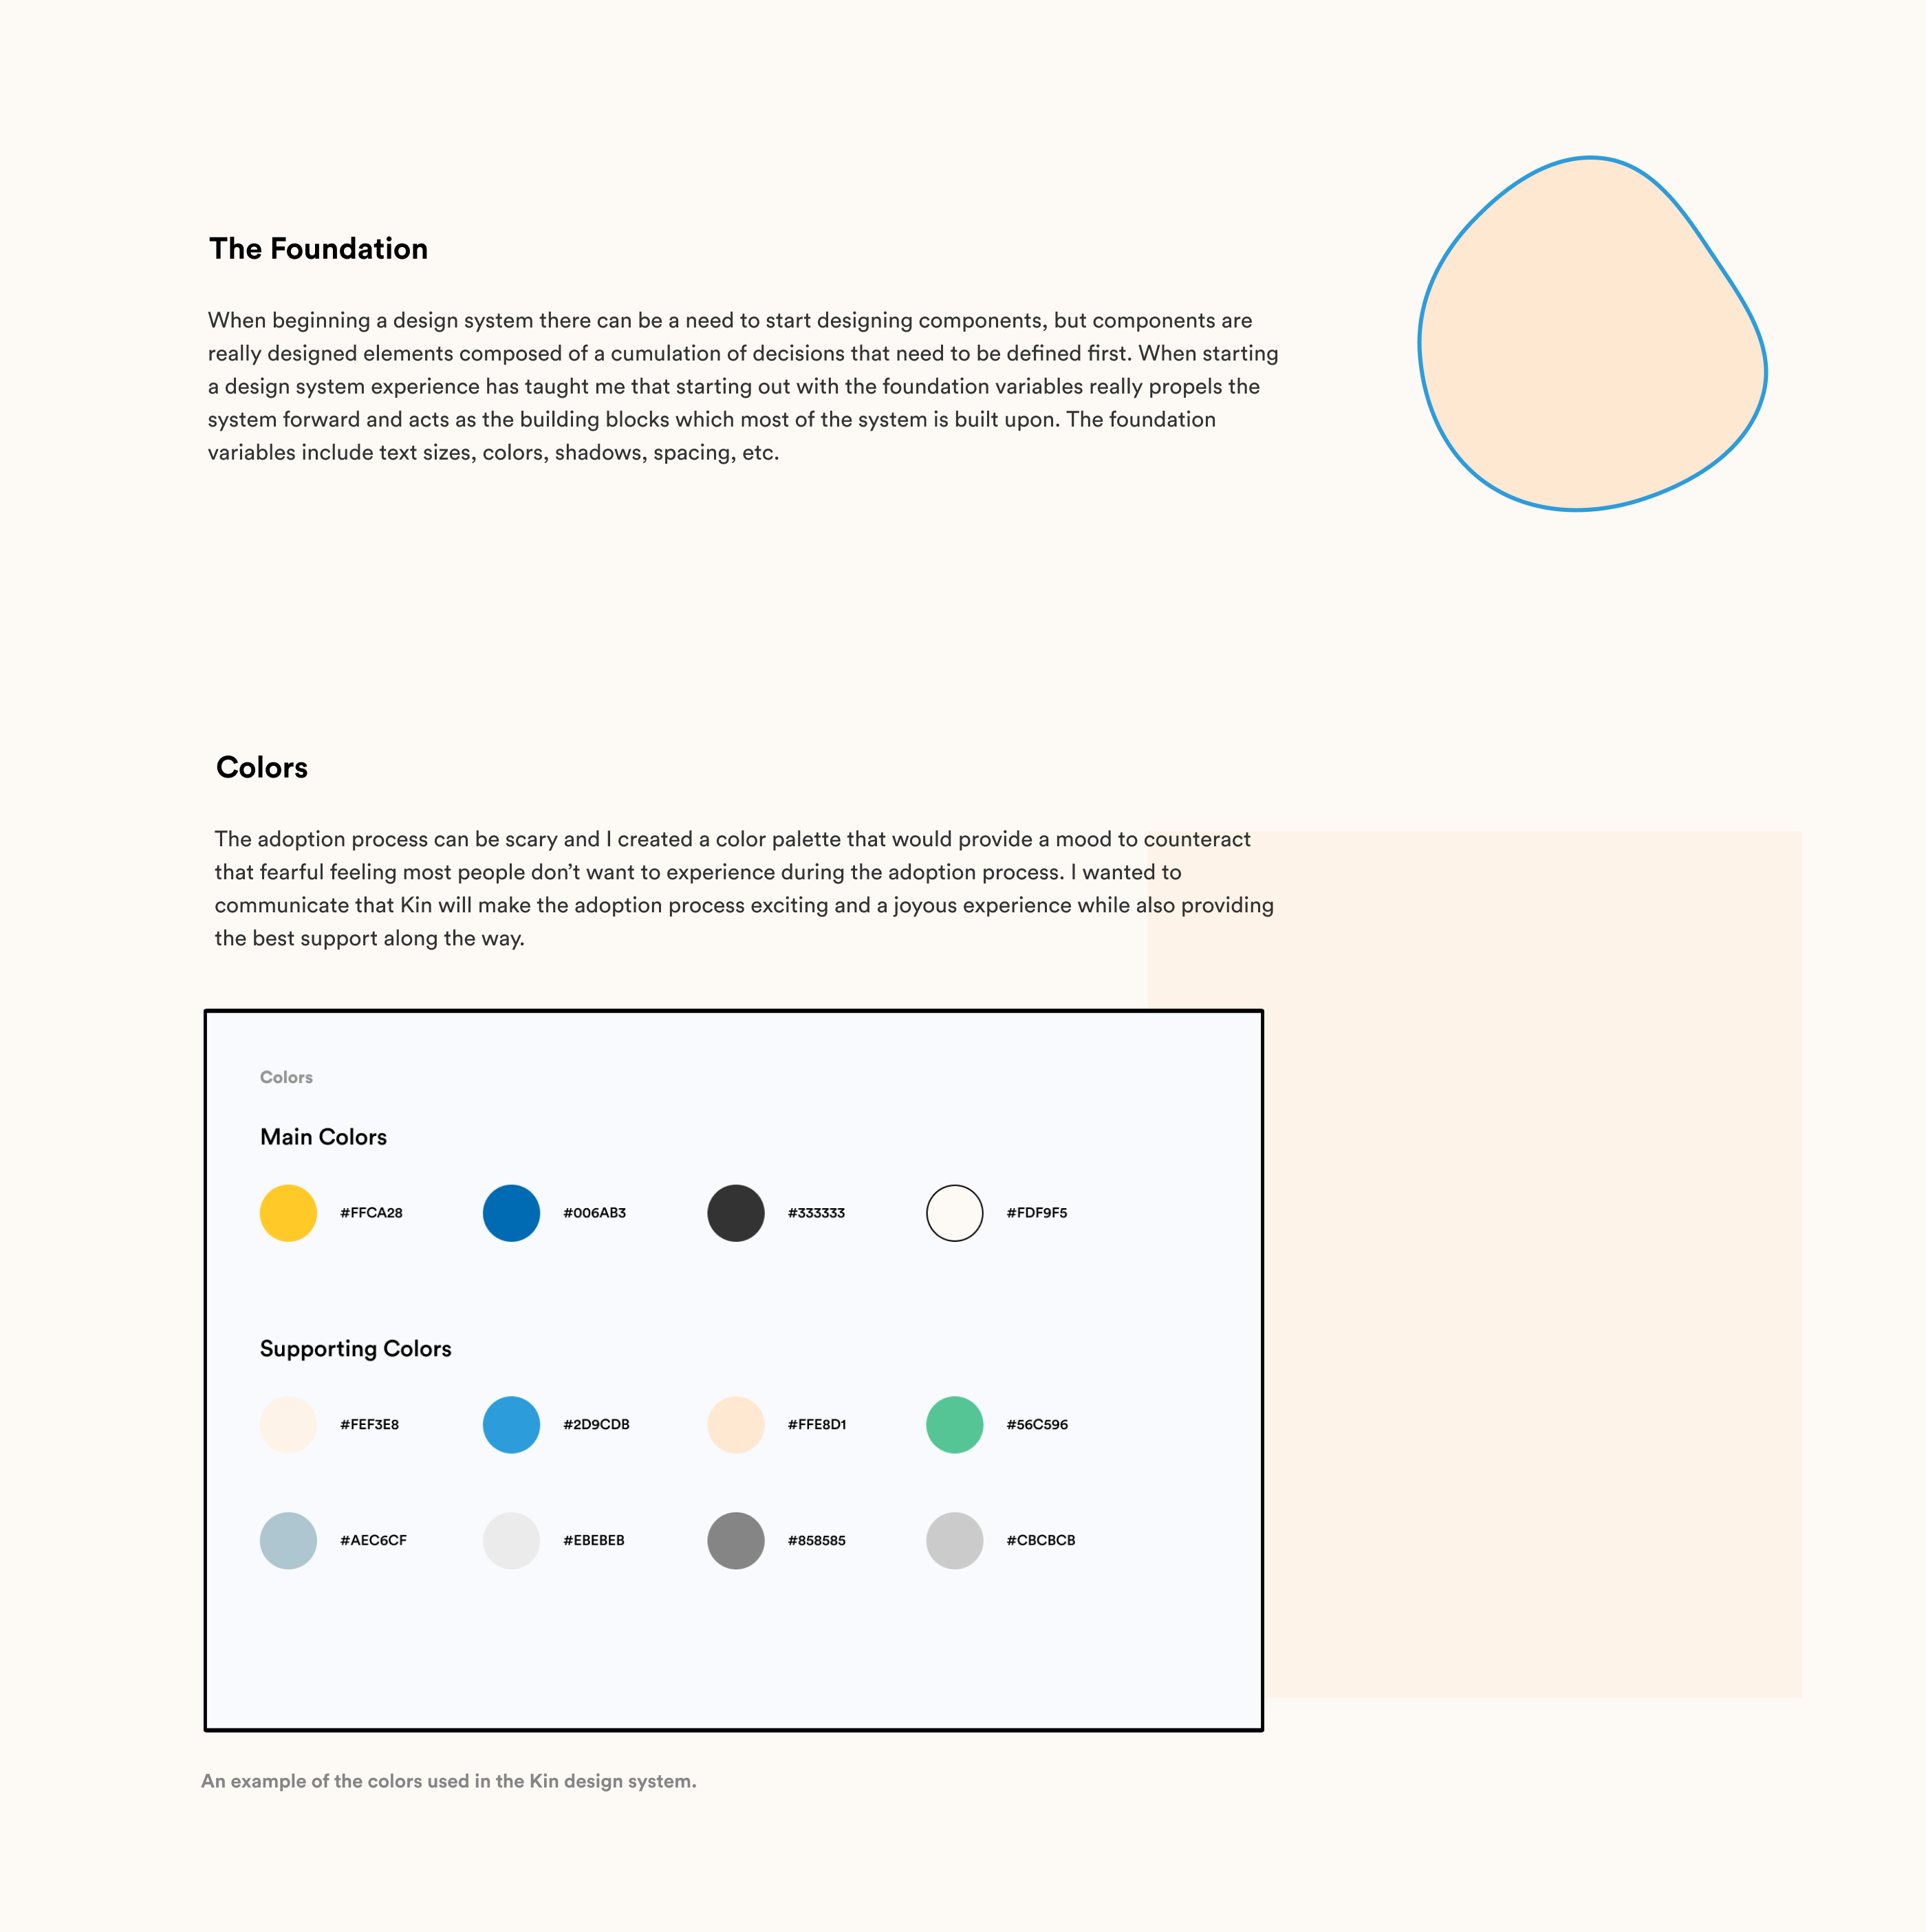 The Foundation
When beginning a design system there can be a need to start designing components, but components are
really designed elements composed of a cumulation of decisions that need to be defined first. When starting
a design system experience has taught me that starting out with the foundation variables really propels the
system forward and acts as the building blocks which most of the system is built upon. The foundation
variables include text sizes, colors, shadows, spacing, etc.
Colors
The adoption process can be scary and I created a color palette that would provide a mood to counteract
that fearful feeling most people don’t want to experience during the adoption process. I wanted to
communicate that Kin will make the adoption process exciting and a joyous experience while also providing
the best support along the way.
Colors
Main Colors
#FFCA28 #006AB3 #333333 #FDF9F5
Supporting Colors
#FEF3E8 #2D9CDB #FFE8D1 #56C596
#AEC6CF #EBEBEB #858585 #CBCBCB
An example of the colors used in the Kin design system.